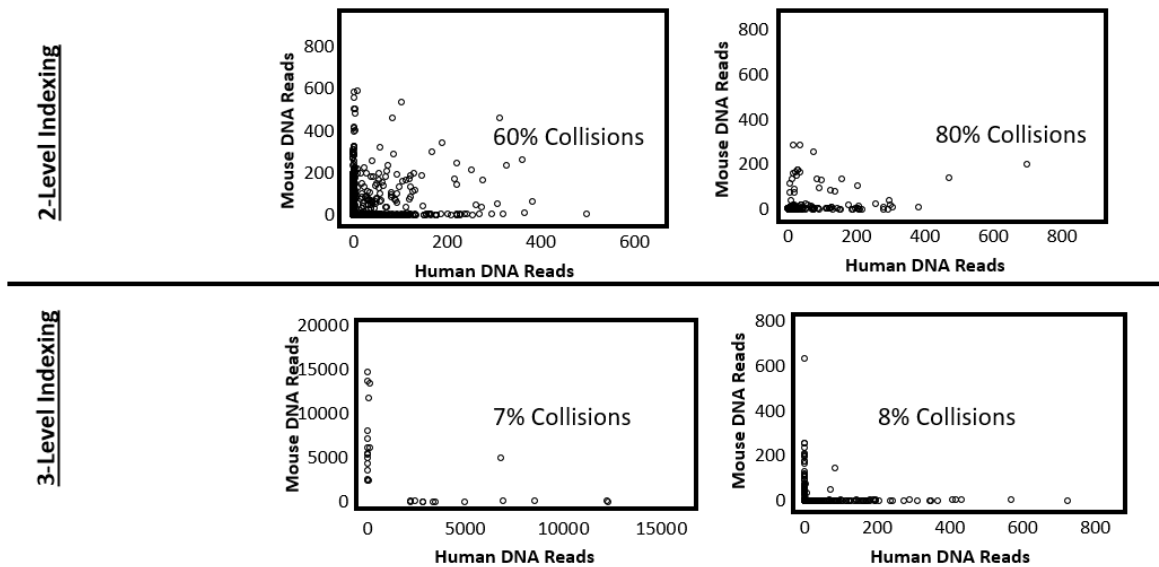 2-Level Indexing
Mouse DNA Reads
800
600
400
200
0
60% Collisions
0 200 400 600
Human DNA Reads
Mouse DNA Reads
800
600
400
200
0
80% Collisions
0 200 400 600 800
Human DNA Reads
3-Level Indexing
Mouse DNA Reads
20000
15000
10000
5000
0
7% Collisions
0 5000 10000 15000
Human DNA Reads
Mouse DNA Reads
800
600
400
200
0
8% Collisions
0 200 400 600 800
Human DNA Reads